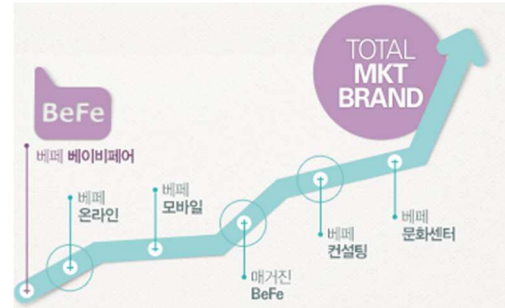 TOTAL
MKT
BRAND
BeFe
베페 베이비페어
베페
온라인
베페
모바일
매거진
BeFe
베페
컨설팅
베페
문화센터